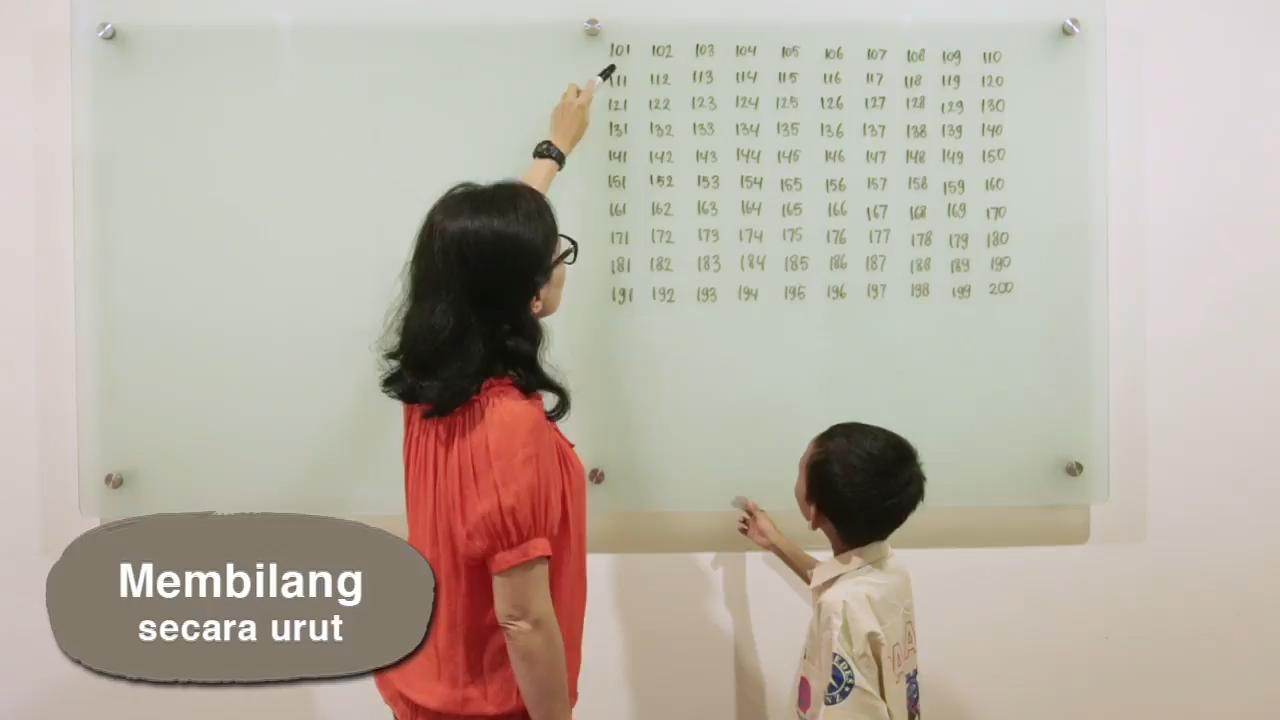 101 102 103 104 105 106 107 108 109 110
111 112 113 114 115 116 117 118 119 120
121 122 123 124 125 126 127 128 129 130
131 132 133 134 135 136 137 138 139 140
141 142 143 144 145 146 147 148 149 150
151 152 153 154 155 156 157 158 159 160
161 162 163 164 165 166 167 168 169 170
171 172 173 174 175 176 177 178 179 180
181 182 183 184 185 186 187 188 189 190
191 192 193 194 195 196 197 198 199 200
Membilang
secara urut